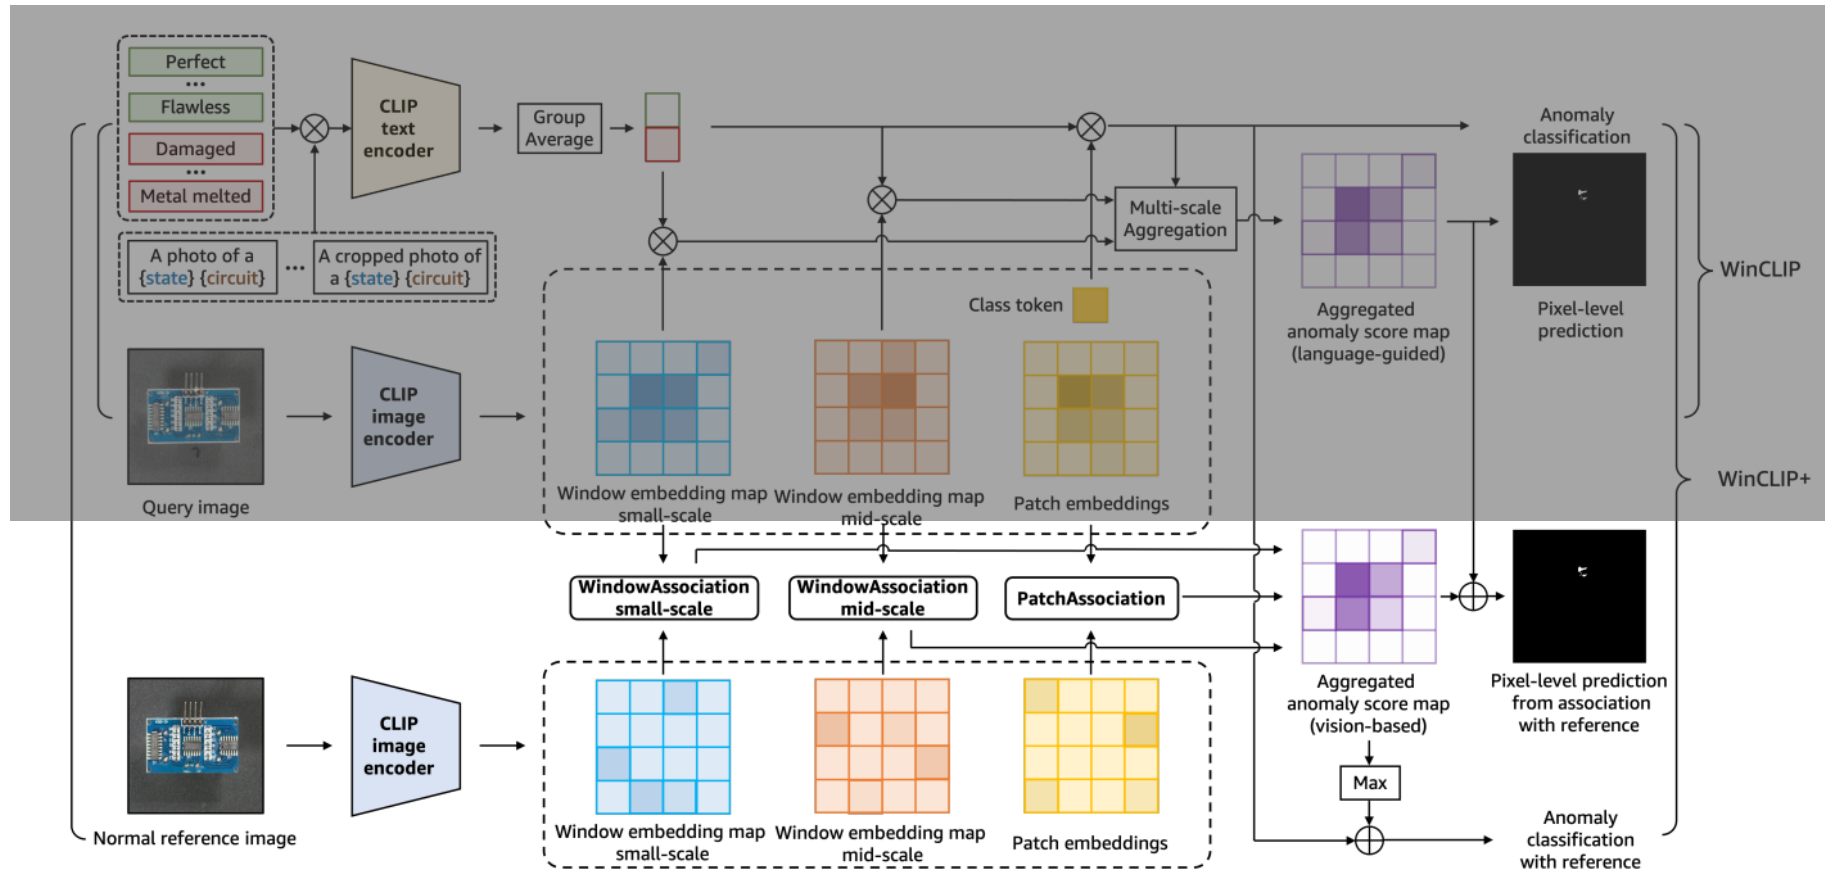 Perfect
...
Flawless
Damaged
...
Metal melted
CLIP
text
encoder
Group
Average
Anomaly
classification
A photo of a
{state} {circuit}
...
A cropped photo of
a {state} {circuit}
Multi-scale
Aggregation
WinCLIP
Class token
Aggregated
anomaly score map
(language-guided)
Pixel-level
prediction
CLIP
image
encoder
Query image
Window embedding map
small-scale
Window embedding map
mid-scale
Patch embeddings
WinCLIP+
WindowAssociation
small-scale
WindowAssociation
mid-scale
PatchAssociation
Aggregated
anomaly score map
(vision-based)
Pixel-level prediction
from association
with reference
CLIP
image
encoder
Max
Normal reference image
Window embedding map
small-scale
Window embedding map
mid-scale
Patch embeddings
Anomaly
classification
with reference